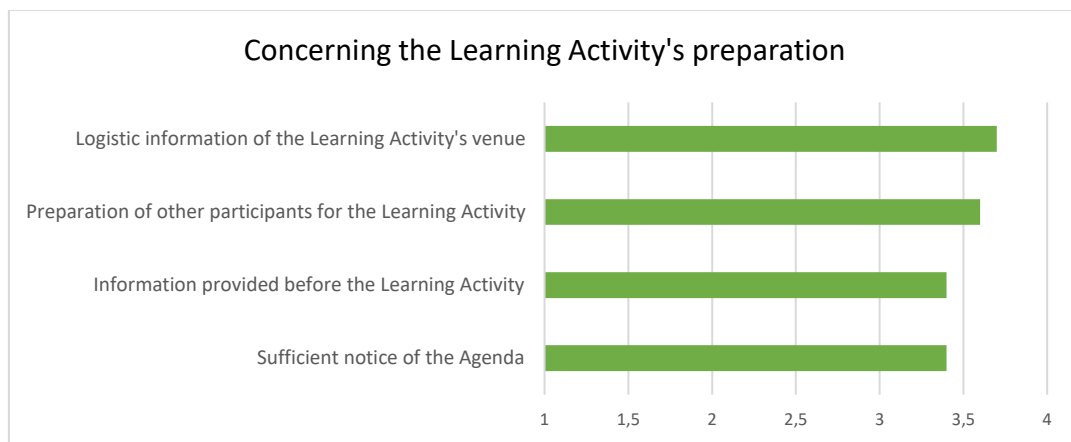 Concerning the Learning Activity's preparation
Logistic information of the Learning Activity's venue
Preparation of other participants for the Learning Activity
Information provided before the Learning Activity
Sufficient notice of the Agenda
1 1,5 2 2,5 3 3,5 4